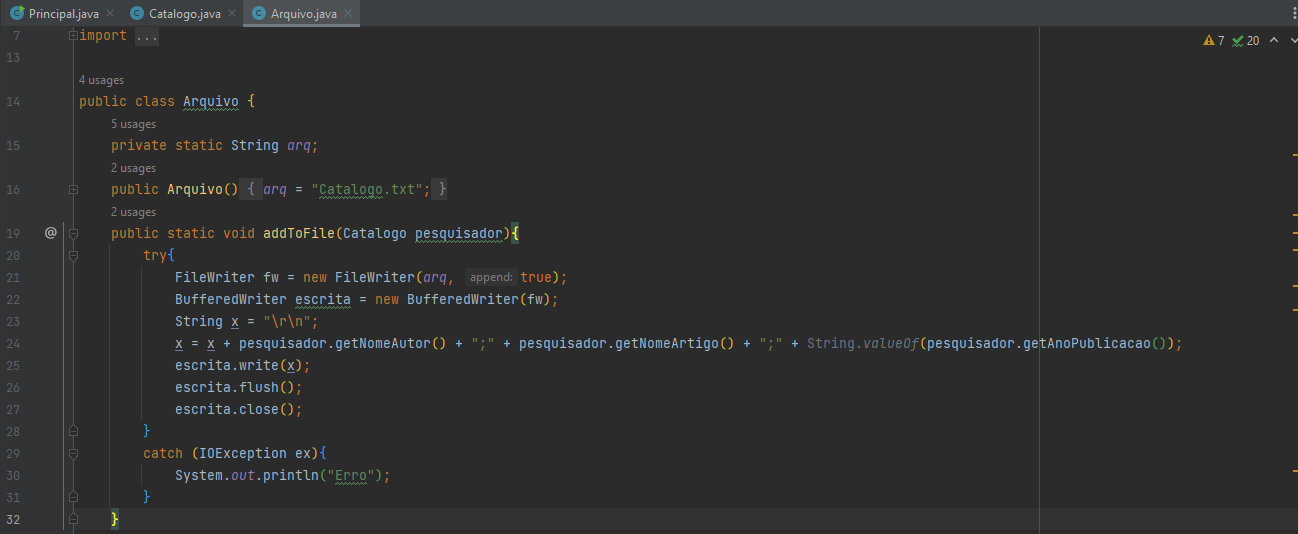 Principal.java Catalogo.java Arquivo.java
7 import ...
7 20
13
4 usages
14 public class Arquivo {
5 usages
15 private static String arq;
2 usages
16 public Arquivo() { arq = "Catalogo.txt"; }
2 usages
19 @ public static void addToFile(Catalogo pesquisador){
20 try{
21 FileWriter fw = new FileWriter(arq, append: true);
22 BufferedWriter escrita = new BufferedWriter(fw);
23 String x = "\r\n";
24 x = x + pesquisador.getNomeAutor() + ";" + pesquisador.getNomeArtigo() + ";" + String.valueOf(pesquisador.getAnoPublicacao());
25 escrita.write(x);
26 escrita.flush();
27 escrita.close();
28 }
29 catch (IOException ex){
30 System.out.println("Erro");
31 }
32 }